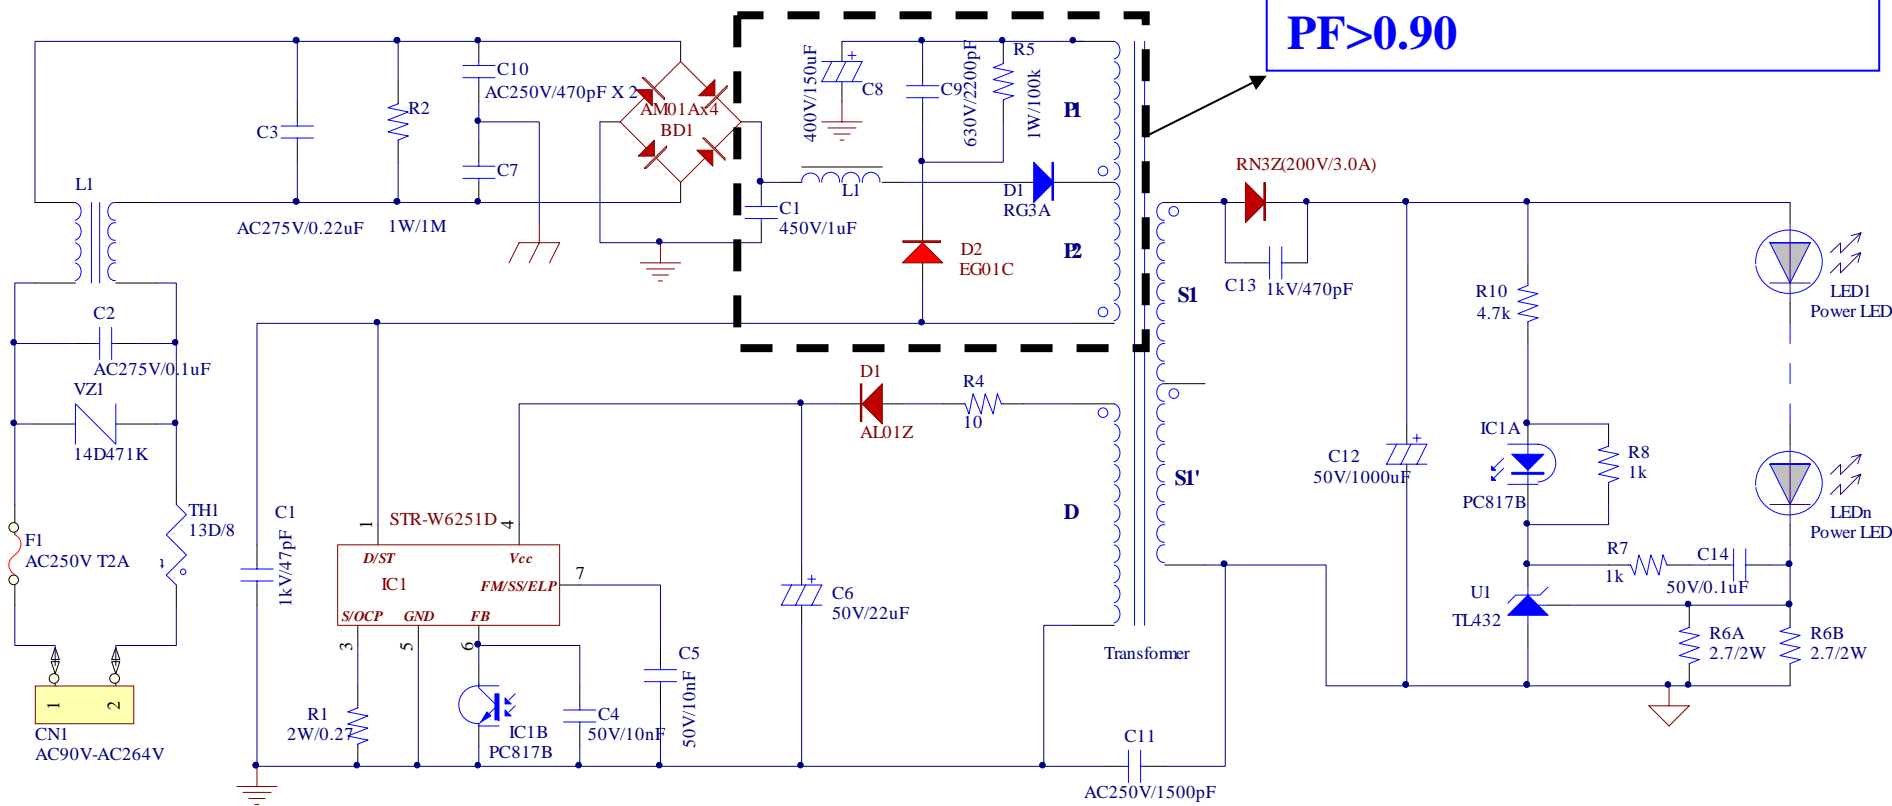 PF>0.90
C10
AC250V/470pF X 2
R2
C3
C7
L1
AC275V/0.22uF
1W/1M
AM01Ax4
BD1
400V/150uF
C8
C9
630V/2200pF
R5
1W/100k
P1
L1
D1
RG3A
C1
450V/1uF
D2
EG01C
P2
RN3Z(200V/3.0A)
C13
1kV/470pF
S1
S1'
R10
4.7k
LED1
Power LED
C2
AC275V/0.1uF
VZ1
14D471K
D1
AL01Z
R4
10
D
IC1A
PC817B
R8
1k
C12
50V/1000uF
LEDn
Power LED
F1
AC250V T2A
TH1
13D/8
t
C1
1kV/47pF
1
STR-W6251D
4
D/ST
Vcc
IC1
FM/SS/ELP
7
S/OCP
GND
FB
3
5
6
C6
50V/22uF
R7
1k
C14
50V/0.1uF
U1
TL432
R6A
2.7/2W
R6B
2.7/2W
Transformer
C5
50V/10nF
R1
2W/0.27
IC1B
PC817B
C4
50V/10nF
1
2
CN1
AC90V-AC264V
C11
AC250V/1500pF